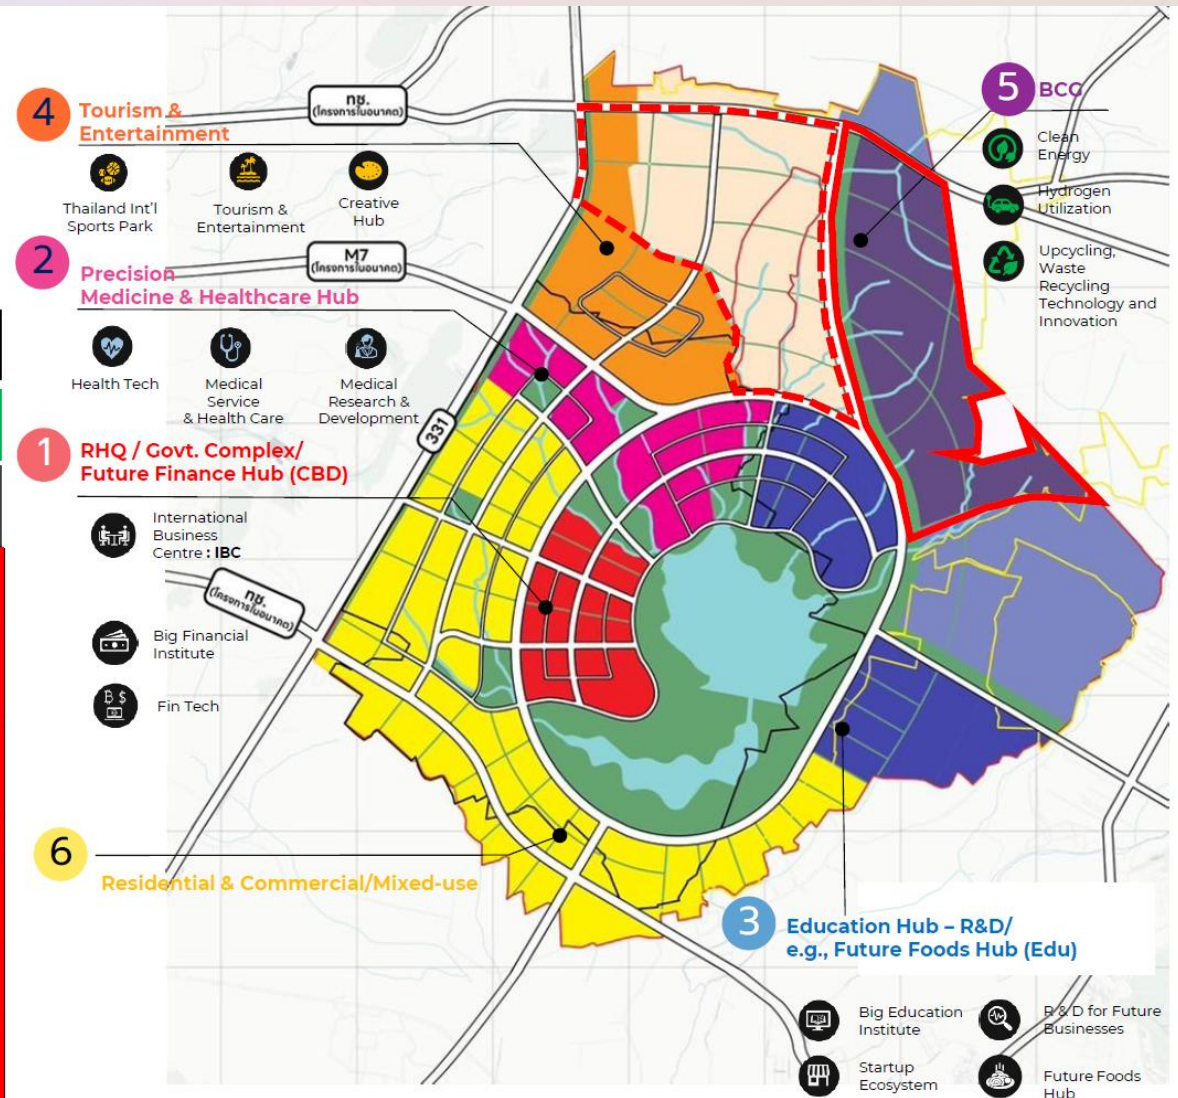 ทช.
(โครงการในอนาคต)
4
Tourism &
Entertainment
Thailand Int'l
Sports Park
Tourism &
Entertainment
Creative
Hub
5
BCG
Clean
Energy
Hydrogen
Utilization
Upcycling,
Waste
Recycling
Technology and
Innovation
M7
(โครงการในอนาคต)
2
Precision
Medicine & Healthcare Hub
Health Tech
Medical
Service
& Health Care
Medical
Research &
Development
331
1
RHQ / Govt. Complex/
Future Finance Hub (CBD)
International
Business
Centre : IBC
ทช.
(โครงการในอนาคต)
Big Financial
Institute
B $
Fin Tech
6
Residential & Commercial/Mixed-use
3
Education Hub – R&D/
e.g., Future Foods Hub (Edu)
Big Education
Institute
R & D for Future
Businesses
Startup
Ecosystem
Future Foods
Hub